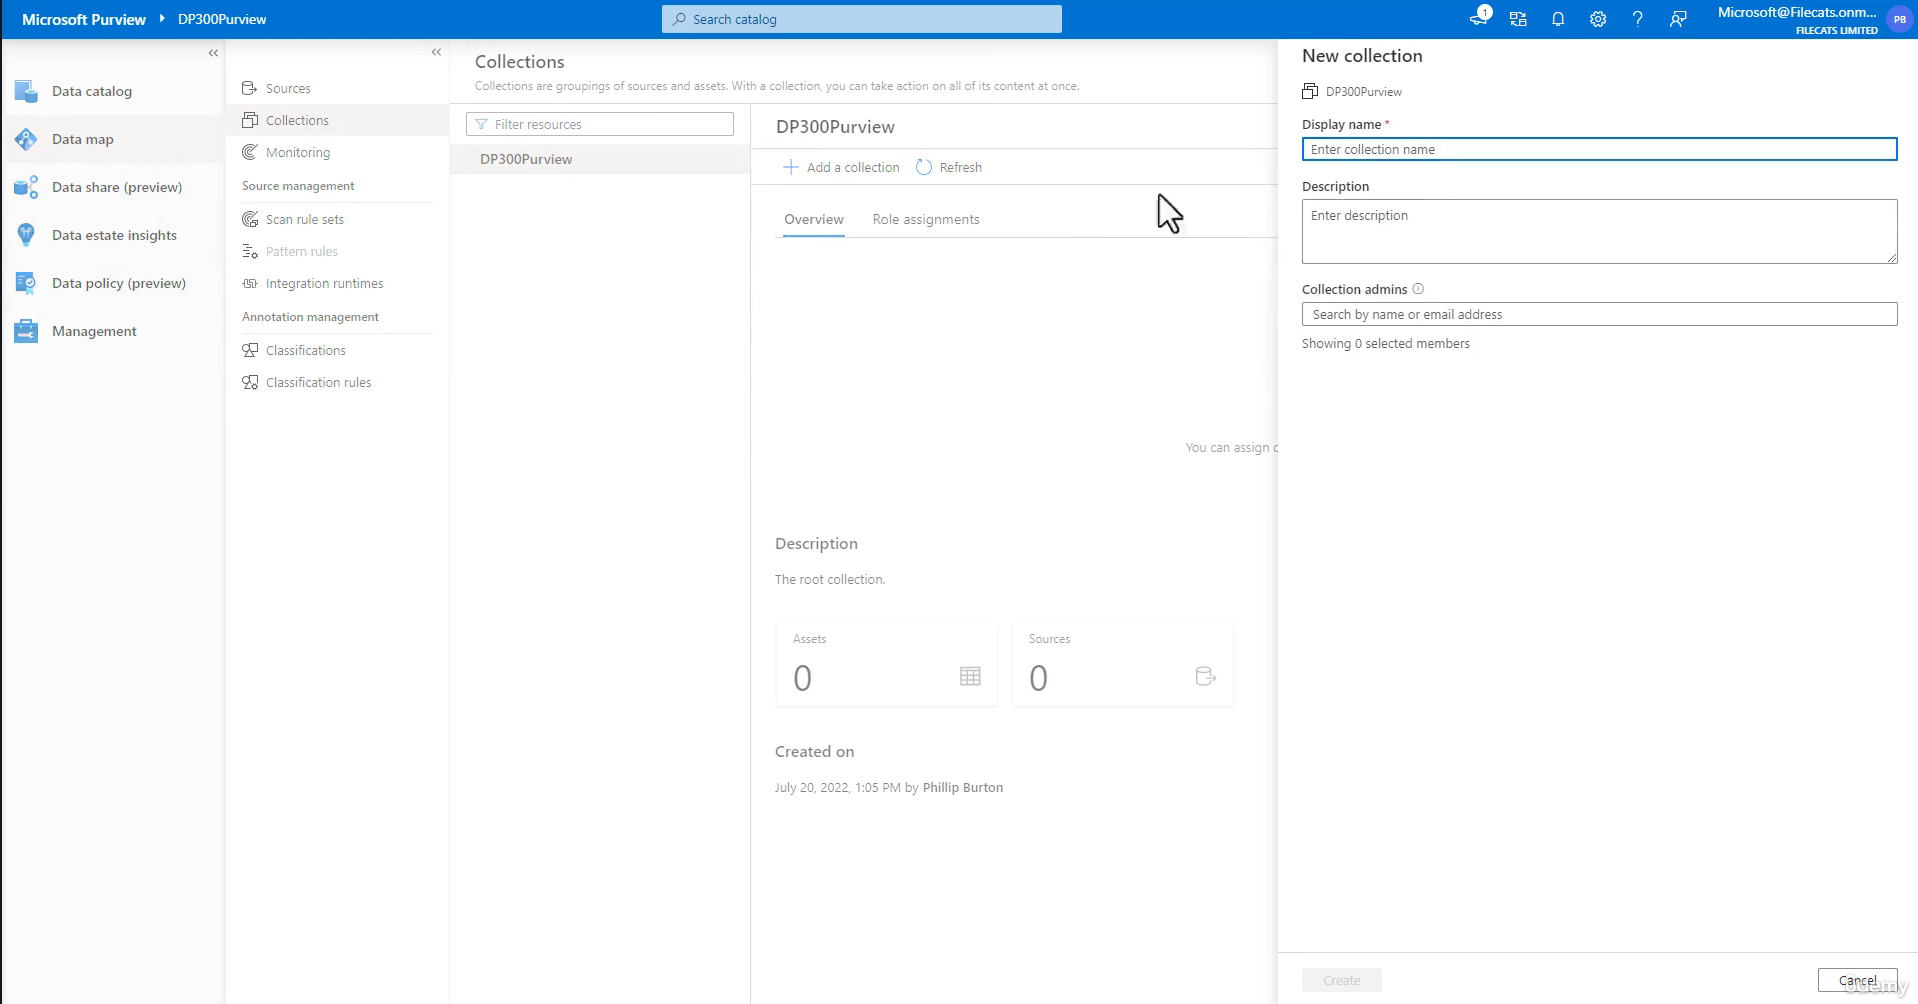 Microsoft Purview DP300Purview
Search catalog
1
Microsoft@Filecats.onm...
FILECATS LIMITED
PB
Data catalog
Data map
Data share (preview)
Data estate insights
Data policy (preview)
Management
Sources
Collections
Monitoring
Source management
Scan rule sets
Pattern rules
Integration runtimes
Annotation management
Classifications
Classification rules
Collections
Collections are groupings of sources and assets. With a collection, you can take action on all of its content at once.
Filter resources
DP300Purview
DP300Purview
Add a collection Refresh
Overview Role assignments
You can assign
Description
The root collection.
Assets
0
Sources
0
Created on
July 20, 2022, 1:05 PM by Phillip Burton
New collection
DP300Purview
Display name *
Enter collection name
Description
Enter description
Collection admins
Search by name or email address
Showing 0 selected members
Create
Cancel
udemy